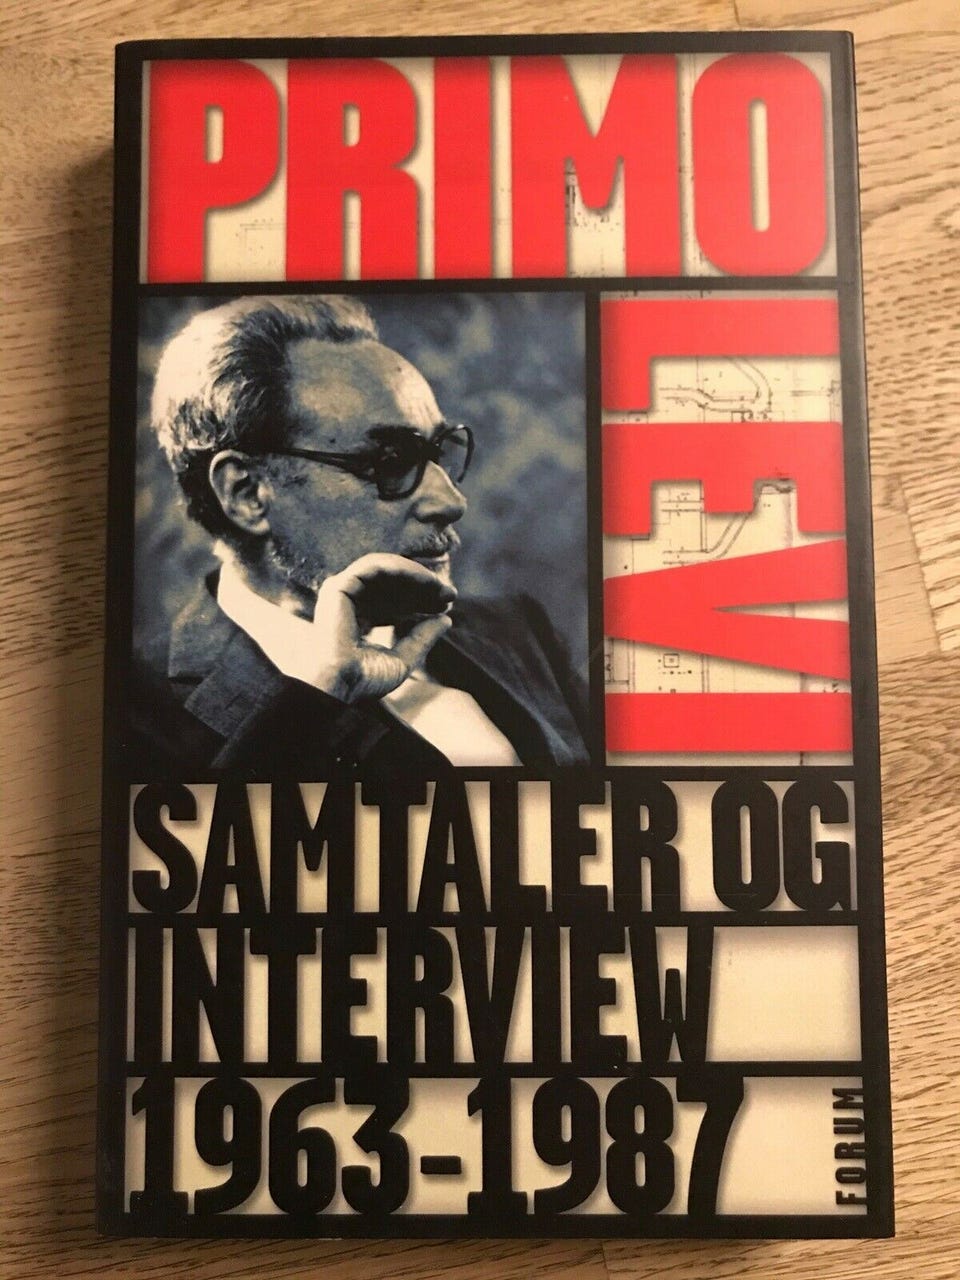 PRIMO
LEVI
SAMTALER OG
INTERVIEW
1963-1987
FORUM